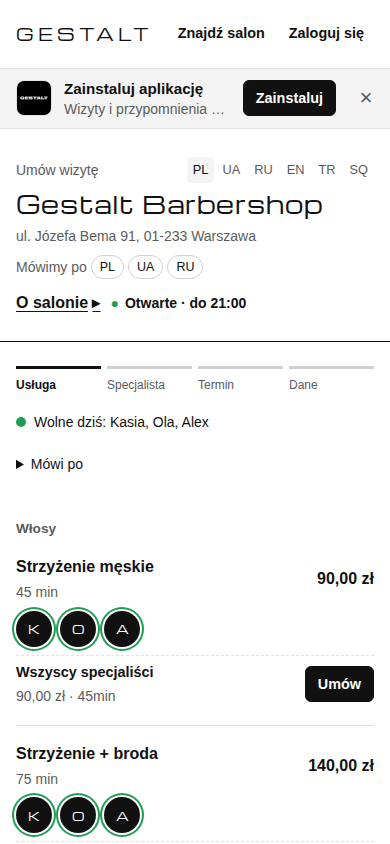 GESTALT
Znajdź salon
Zaloguj się
GESTALT
Zainstaluj aplikację
Wizyty i przypomnienia …
Zainstaluj
×
Umów wizytę
PL UA RU EN TR SQ
Gestalt Barbershop
ul. Józefa Bema 91, 01-233 Warszawa
Mówimy po PL UA RU
O salonie ▸ ● Otwarte · do 21:00
Usługa Specjalista Termin Dane
Wolne dziś: Kasia, Ola, Alex
▶ Mówi po
Włosy
Strzyżenie męskie
90,00 zł
45 min
K O A
Wszyscy specjaliści
90,00 zł · 45min
Umów
Strzyżenie + broda
140,00 zł
75 min
K O A